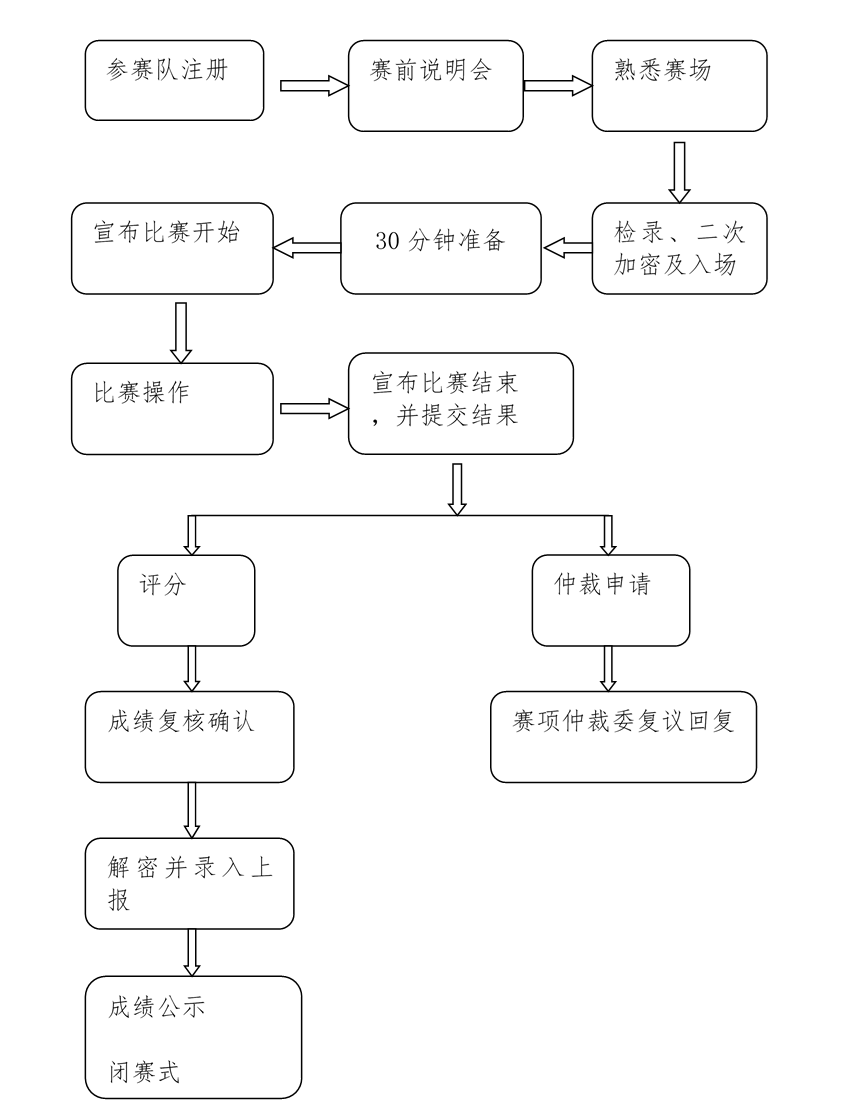 参赛队注册
赛前说明会
熟悉赛场
宣布比赛开始
30 分钟准备
检录、二次
加密及入场
比赛操作
宣布比赛结束
，并提交结果
评分
仲裁申请
成绩复核确认
赛项仲裁委复议回复
解密并录入上
报
成绩公示
闭赛式